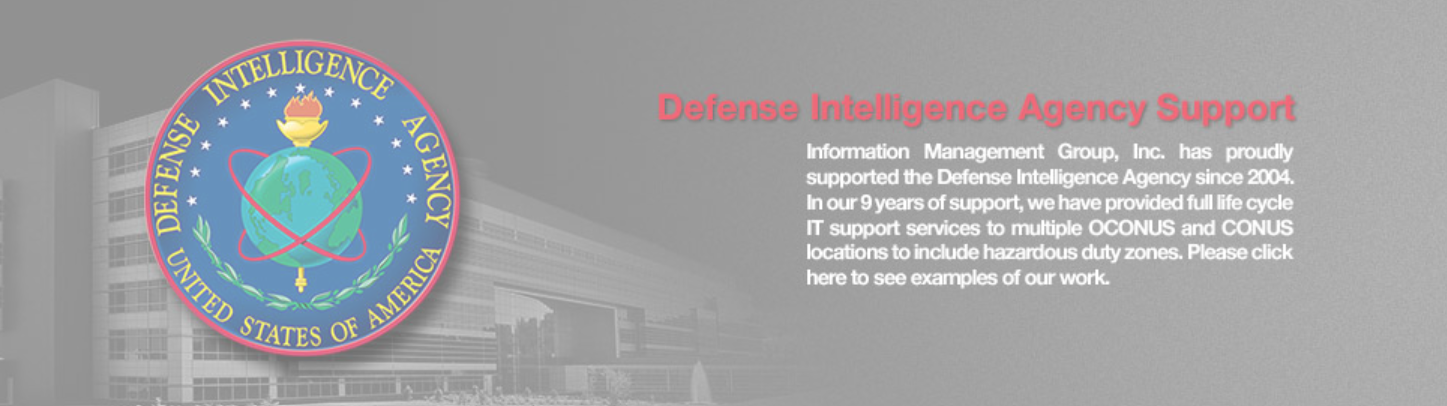 DEFENSE INTELLIGENCE AGENCY
UNITED STATES OF AMERICA
Defense Intelligence Agency Support
Information Management Group, Inc. has proudly
supported the Defense Intelligence Agency since 2004.
In our 9 years of support, we have provided full life cycle
IT support services to multiple OCONUS and CONUS
locations to include hazardous duty zones. Please click
here to see examples of our work.